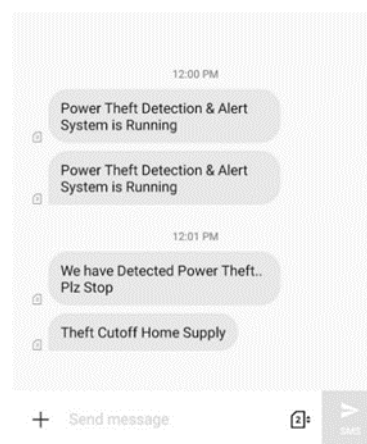 12:00 PM
Power Theft Detection & Alert
System is Running
Power Theft Detection & Alert
System is Running
12:01 PM
We have Detected Power Theft..
Plz Stop
Theft Cutoff Home Supply
Send message
2
SMS